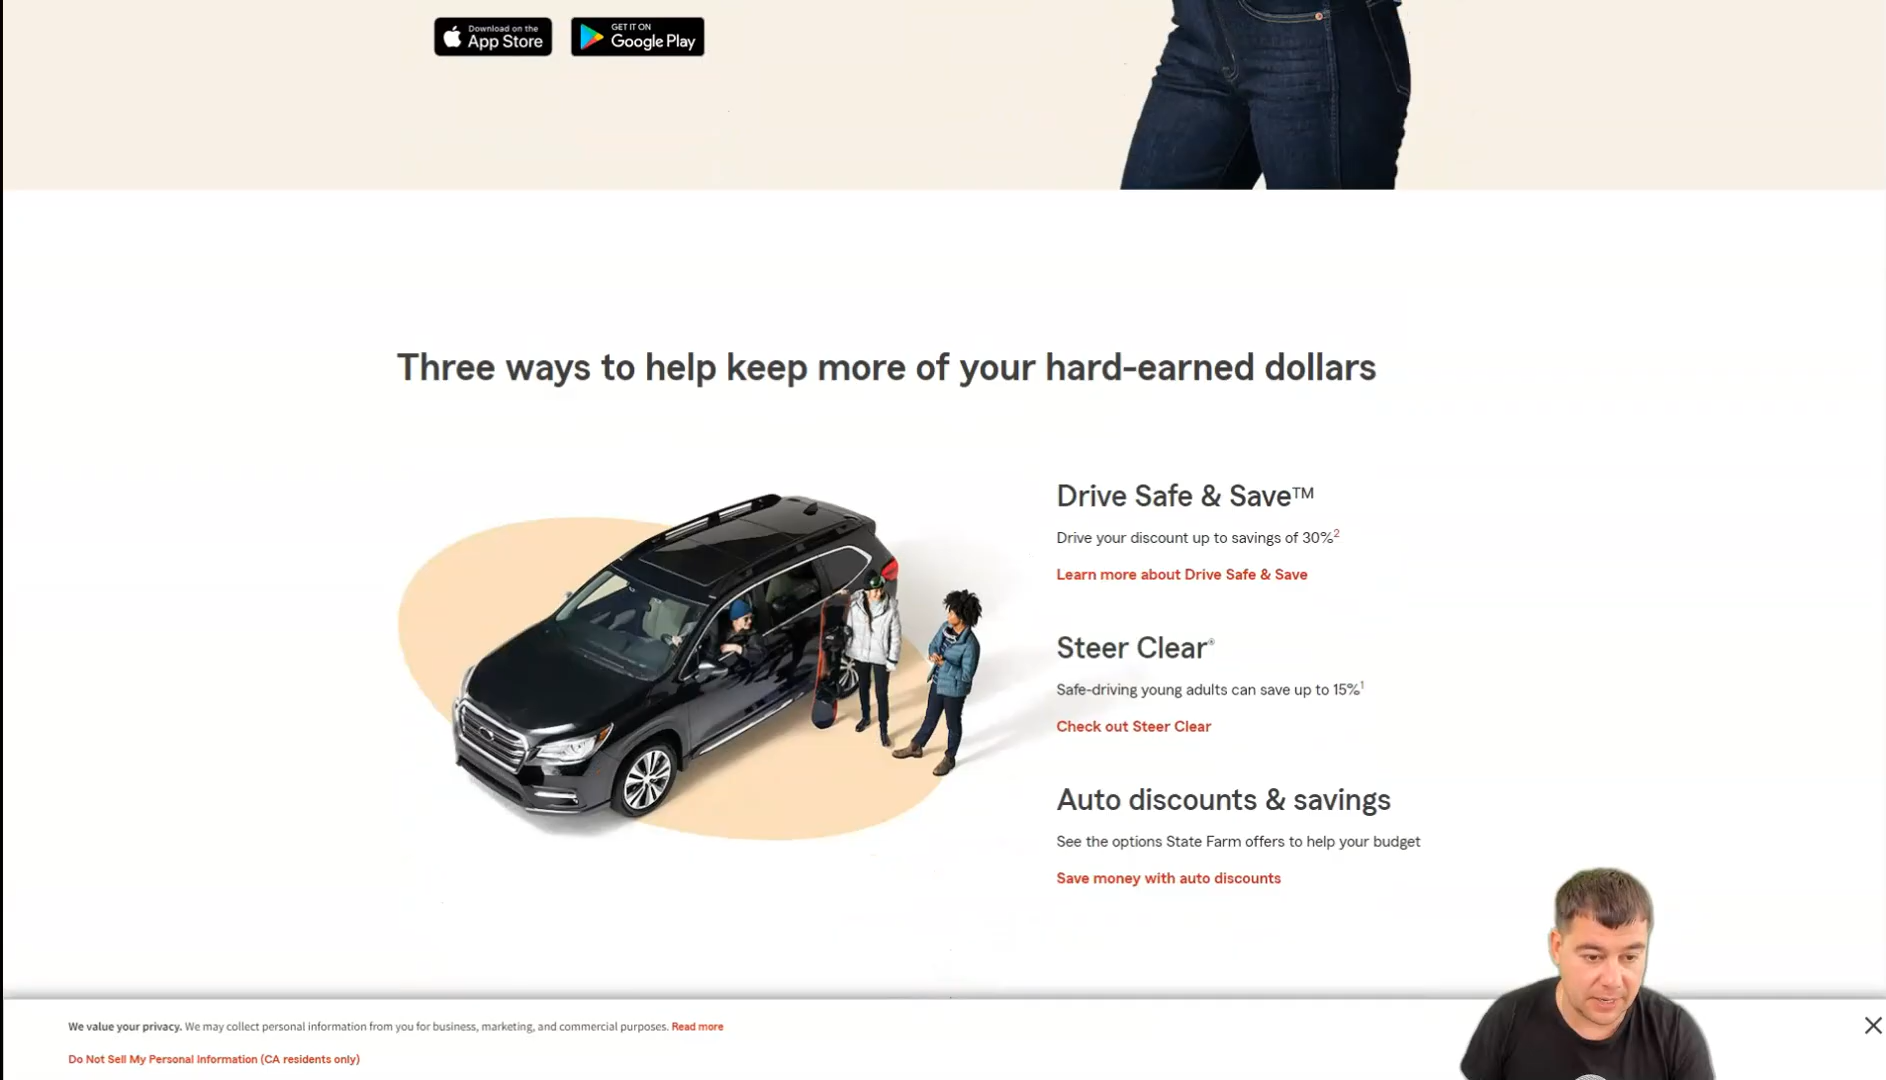 Download on the
App Store
GET IT ON
Google Play
Three ways to help keep more of your hard-earned dollars
Drive Safe & Save™
Drive your discount up to savings of 30%²
Learn more about Drive Safe & Save
Steer Clear®
Safe-driving young adults can save up to 15%¹
Check out Steer Clear
Auto discounts & savings
See the options State Farm offers to help your budget
Save money with auto discounts
We value your privacy. We may collect personal information from you for business, marketing, and commercial purposes. Read more
Do Not Sell My Personal Information (CA residents only)